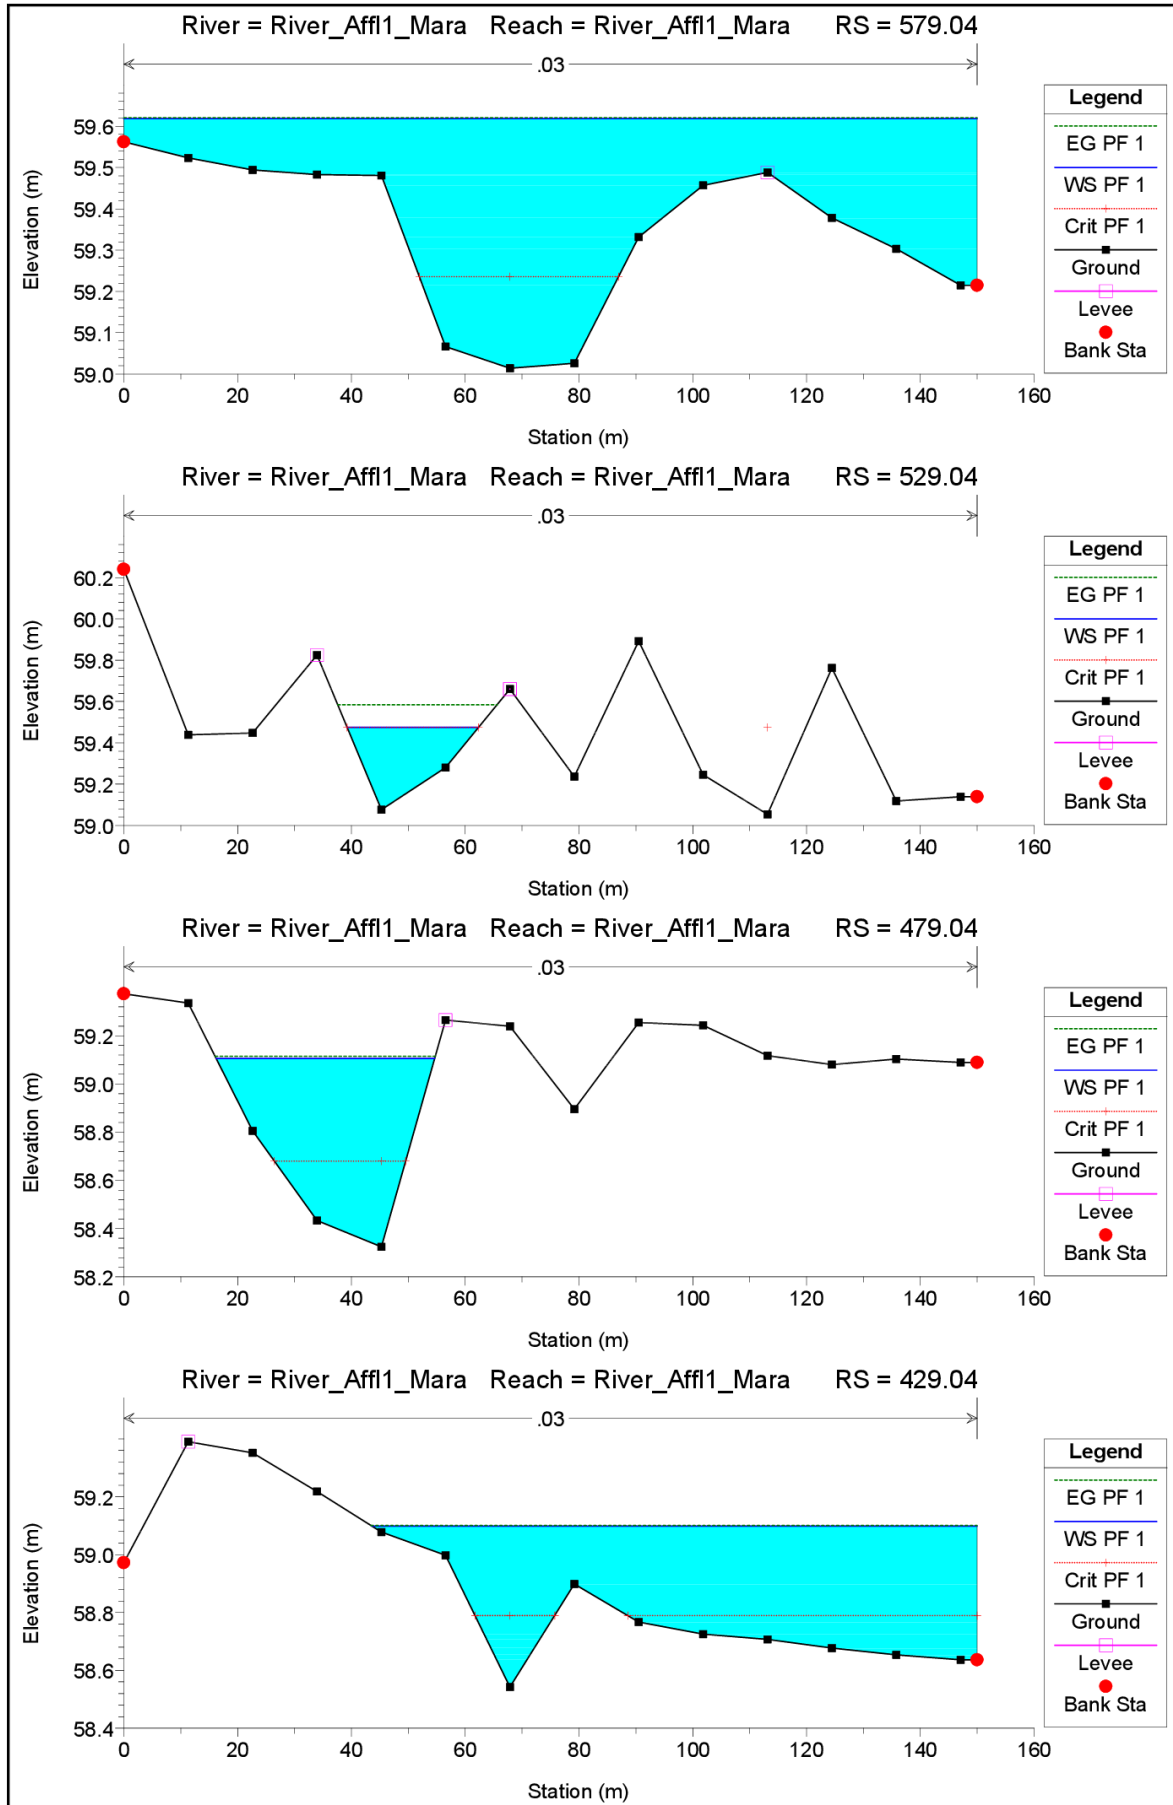 River = River_Affl1_Mara Reach = River_Affl1_Mara RS = 579.04
.03
Legend
EG PF 1
WS PF 1
Crit PF 1
Ground
Levee
Bank Sta
59.6
59.5
59.4
59.3
59.2
59.1
59.0
Elevation (m)
0 20 40 60 80 100 120 140 160
Station (m)
River = River_Affl1_Mara Reach = River_Affl1_Mara RS = 529.04
.03
Legend
EG PF 1
WS PF 1
Crit PF 1
Ground
Levee
Bank Sta
60.2
60.0
59.8
59.6
59.4
59.2
59.0
Elevation (m)
0 20 40 60 80 100 120 140 160
Station (m)
River = River_Affl1_Mara Reach = River_Affl1_Mara RS = 479.04
.03
Legend
EG PF 1
WS PF 1
Crit PF 1
Ground
Levee
Bank Sta
59.2
59.0
58.8
58.6
58.4
58.2
Elevation (m)
0 20 40 60 80 100 120 140 160
Station (m)
River = River_Affl1_Mara Reach = River_Affl1_Mara RS = 429.04
.03
Legend
EG PF 1
WS PF 1
Crit PF 1
Ground
Levee
Bank Sta
59.2
59.0
58.8
58.6
58.4
Elevation (m)
0 20 40 60 80 100 120 140 160
Station (m)